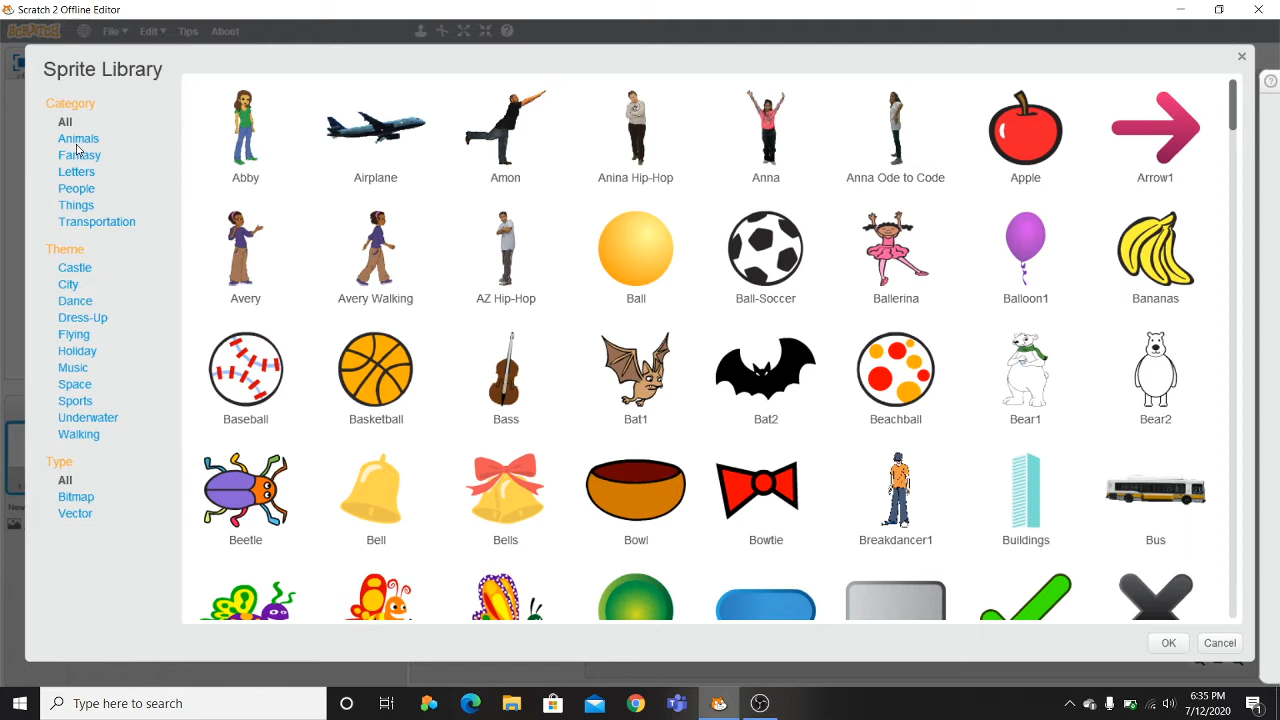 Scratch 2 Offline Editor
SCRATCH File Edit Tips About
Sprite Library
Category
All
Animals
Fantasy
Letters
People
Things
Transportation
Theme
Castle
City
Dance
Dress-Up
Flying
Holiday
Music
Space
Sports
Underwater
Walking
Type
All
Bitmap
Vector
Abby Airplane Amon Anina Hip-Hop Anna Anna Ode to Code Apple Arrow1
Avery Avery Walking AZ Hip-Hop Ball Ball-Soccer Ballerina Balloon1 Bananas
Baseball Basketball Bass Bat1 Bat2 Beachball Bear1 Bear2
Beetle Bell Bells Bowl Bowtie Breakdancer1 Buildings Bus
New
OK Cancel
Type here to search
6:35 PM
7/12/2020